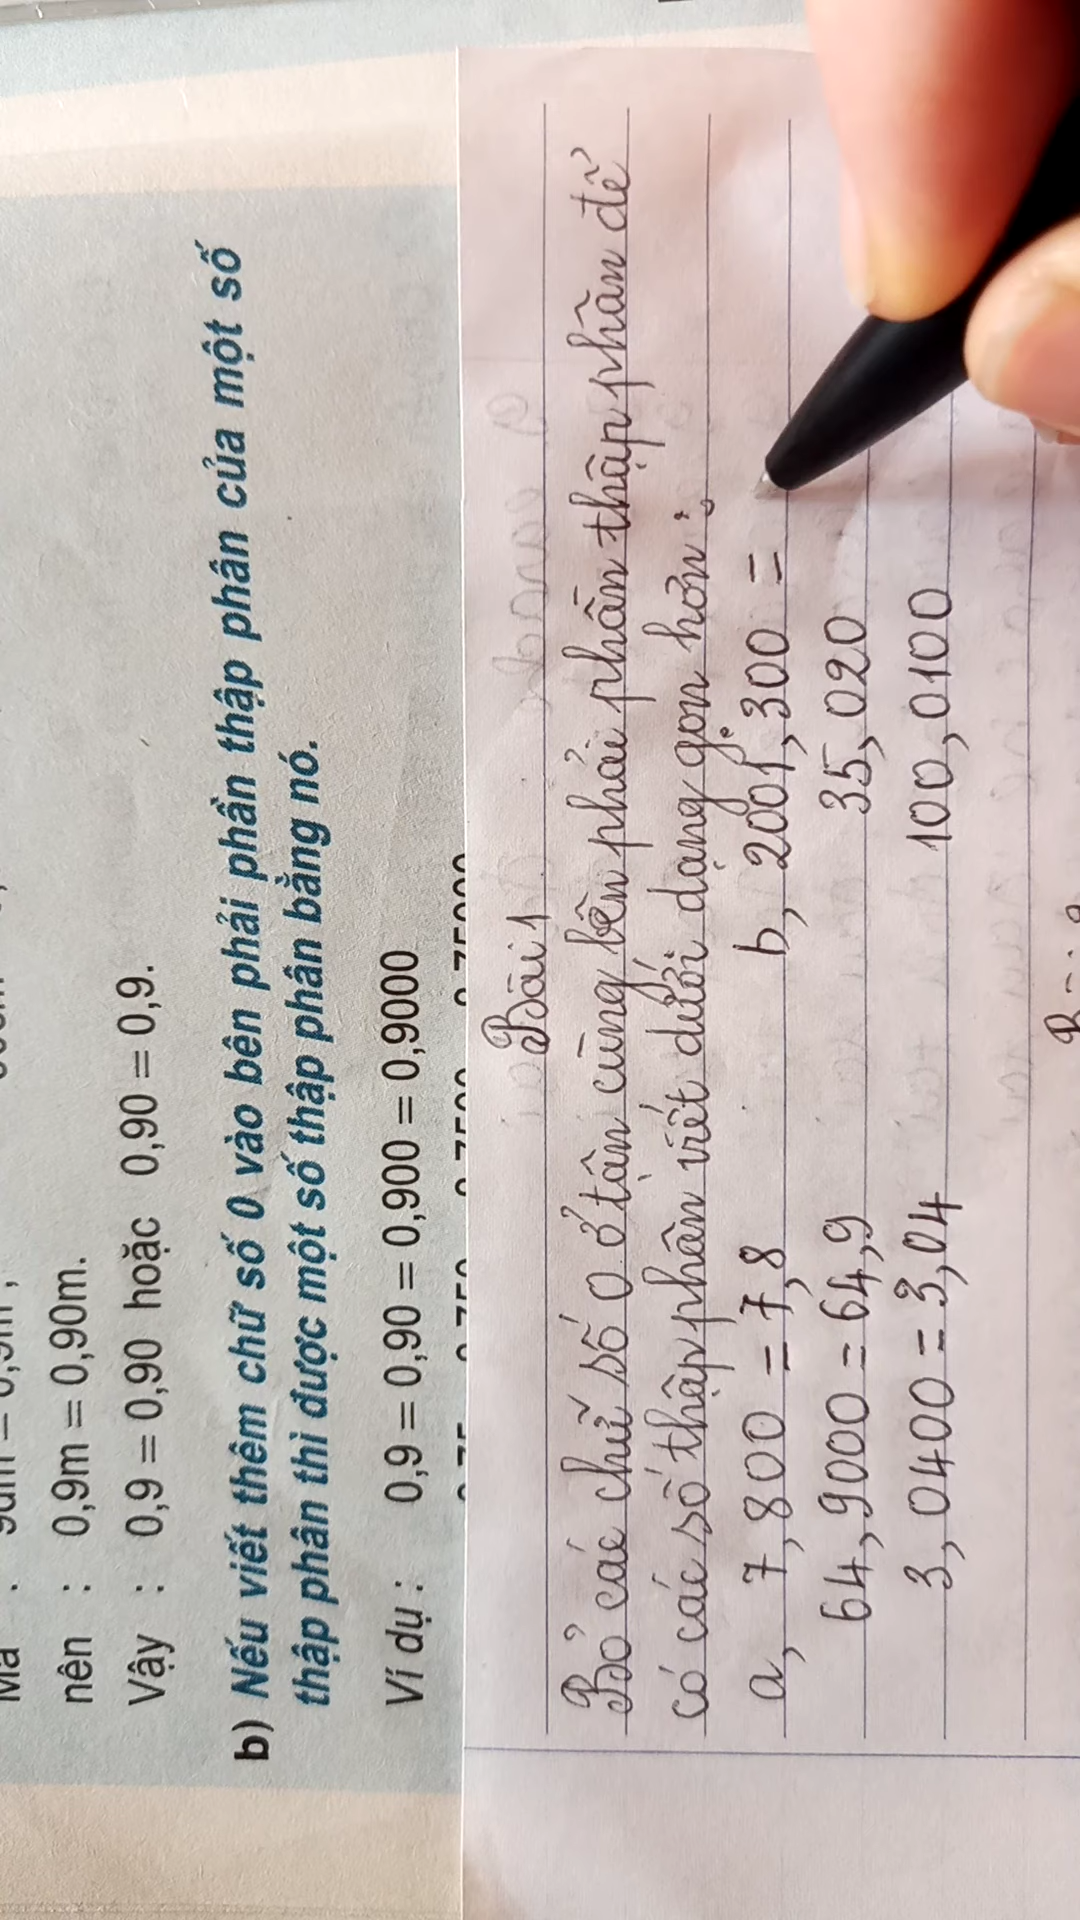 nên : 0,9m = 0,90m.
Vậy : 0,9 = 0,90 hoặc 0,90 = 0,9.
b) Nếu viết thêm chữ số 0 vào bên phải phần thập phân của một số
thập phân thì được một số thập phân bằng nó.
Ví dụ : 0,9 = 0,90 = 0,900 = 0,9000
Bài 1
Bỏ các chữ số 0 ở tận cùng bên phải phần thập phân để
có các số thập phân viết dưới dạng gọn hơn :
a, 7,800 = 7,8 b, 2001,300 =
64,9000 = 64,9 35,020
3,0400 = 3,04 100,0100